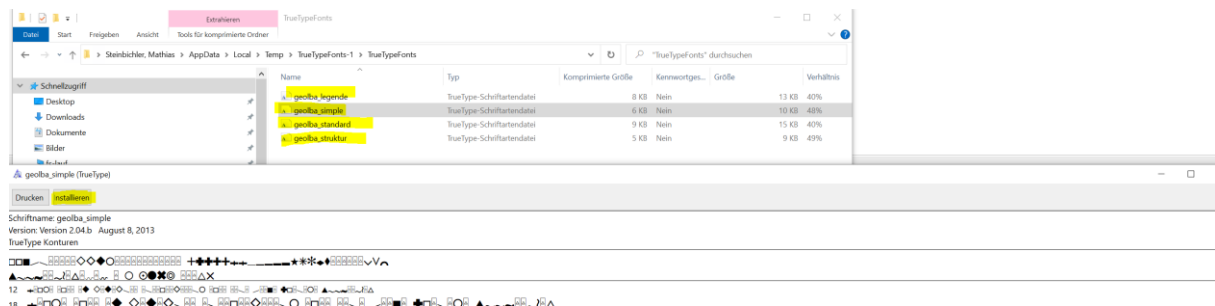 Extrahieren TrueTypeFonts
Datei Start Freigeben Ansicht Tools für komprimierte Ordner
Steinbichler, Mathias > AppData > Local > Temp > TrueTypeFonts-1 > TrueTypeFonts "TrueTypeFonts" durchsuchen
Name Typ Komprimierte Größe Kennwortges... Größe Verhältnis
Schnellzugriff
Desktop geolba_legende TrueType-Schriftartendatei 8 KB Nein 13 KB 40%
Downloads geolba_simple TrueType-Schriftartendatei 6 KB Nein 10 KB 48%
Dokumente geolba_standard TrueType-Schriftartendatei 9 KB Nein 15 KB 40%
Bilder geolba_struktur TrueType-Schriftartendatei 5 KB Nein 9 KB 49%
geolba_simple (TrueType)
Drucken Installieren
Schriftname: geolba_simple
Version: Version 2.04.b August 8, 2013
TrueType Konturen
12
18